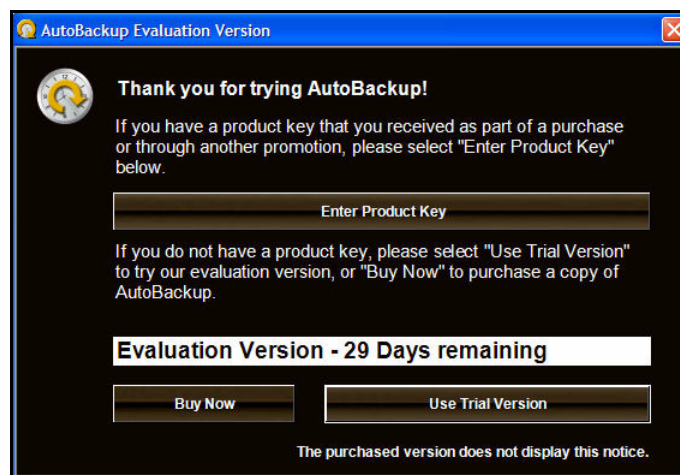 AutoBackup Evaluation Version
Thank you for trying AutoBackup!
If you have a product key that you received as part of a purchase
or through another promotion, please select "Enter Product Key"
below.
Enter Product Key
If you do not have a product key, please select "Use Trial Version"
to try our evaluation version, or "Buy Now" to purchase a copy of
AutoBackup.
Evaluation Version - 29 Days remaining
Buy Now
Use Trial Version
The purchased version does not display this notice.